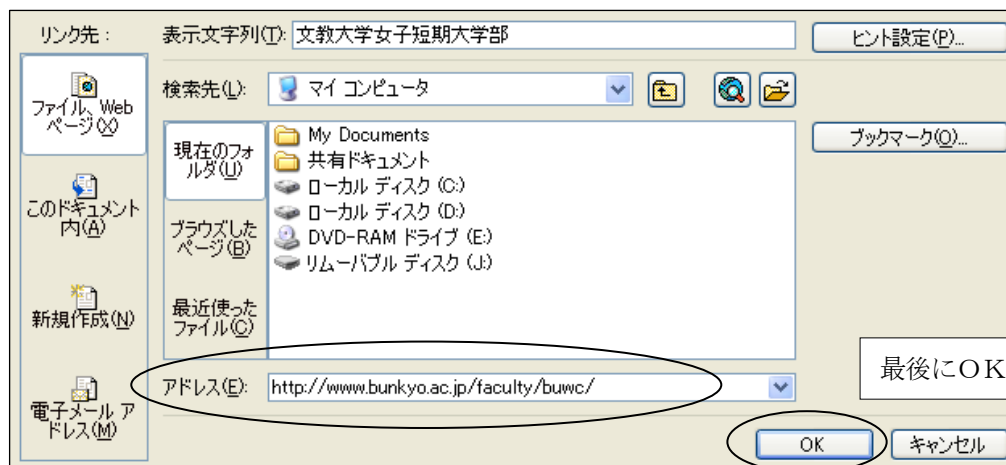 リンク先：
表示文字列(T):
文教大学女子短期大学部
ヒント設定(P)...
ファイル、Web
ページ(X)
検索先(L):
マイ コンピュータ
ブックマーク(O)...
このドキュメント
内(A)
現在のフォ
ルダ(U)
ブラウズした
ページ(B)
最近使った
ファイル(C)
My Documents
共有ドキュメント
ローカル ディスク (C:)
ローカル ディスク (D:)
DVD-RAM ドライブ (E:)
リムーバブル ディスク (J:)
新規作成(N)
電子メール ア
ドレス(M)
アドレス(E):
http://www.bunkyo.ac.jp/faculty/buwc/
最後にＯＫ
OK
キャンセル